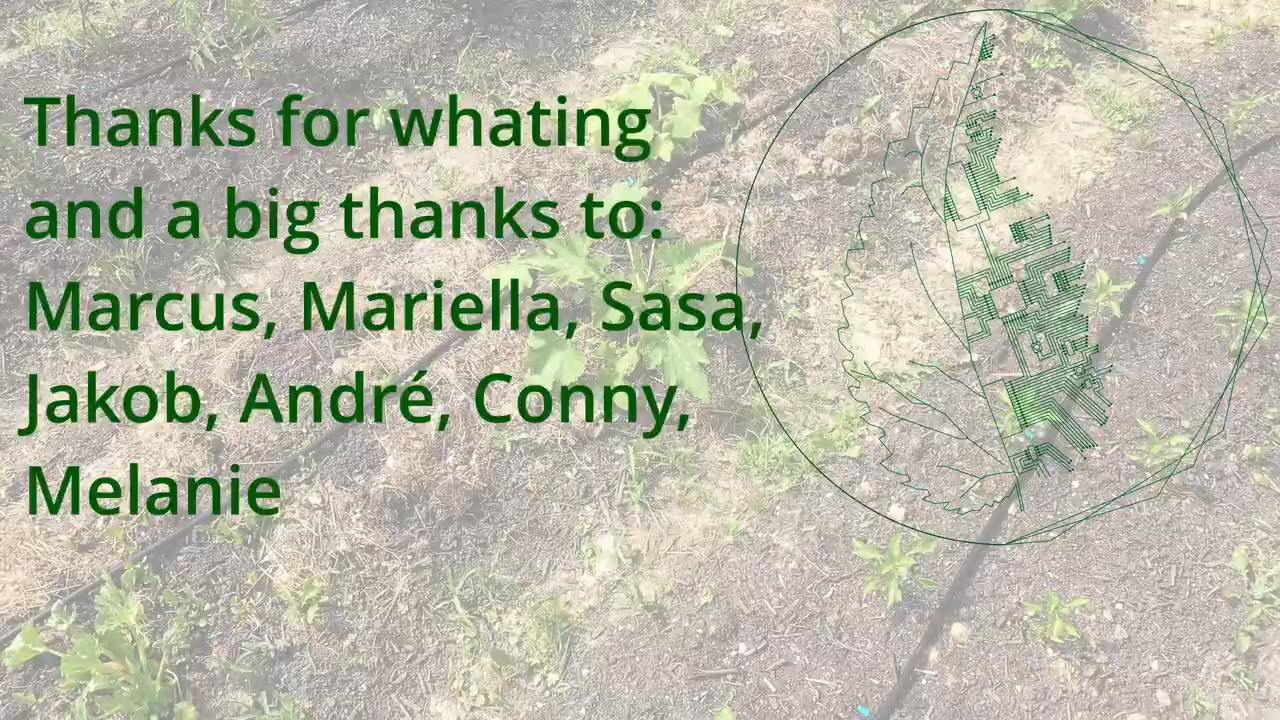 Thanks for whating
and a big thanks to:
Marcus, Mariella, Sasa,
Jakob, André, Conny,
Melanie